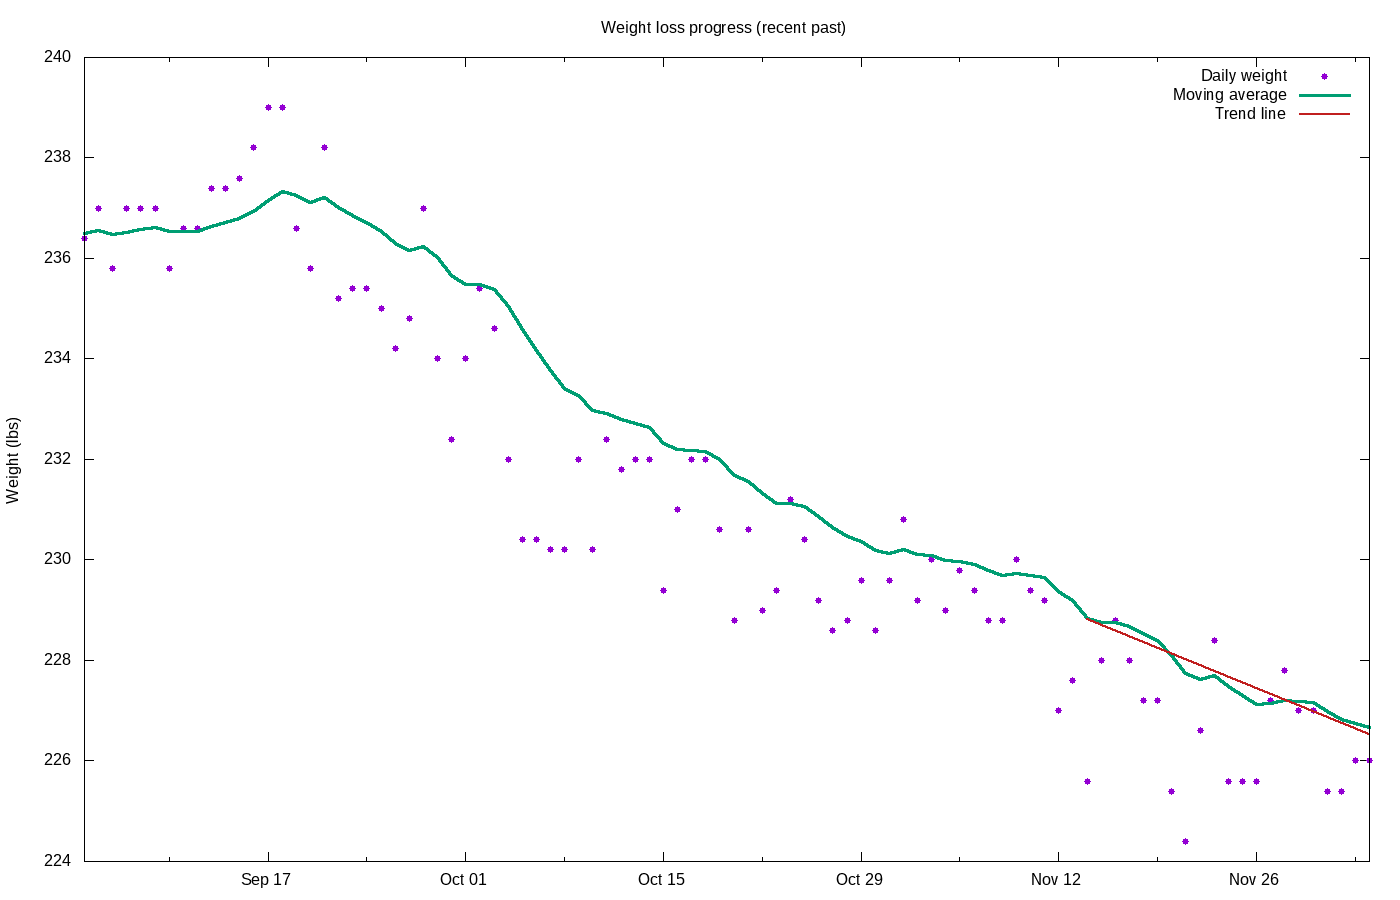 Weight loss progress (recent past)
240
238
236
234
232
230
228
226
224
Weight (lbs)
Daily weight
Moving average
Trend line
Sep 17
Oct 01
Oct 15
Oct 29
Nov 12
Nov 26